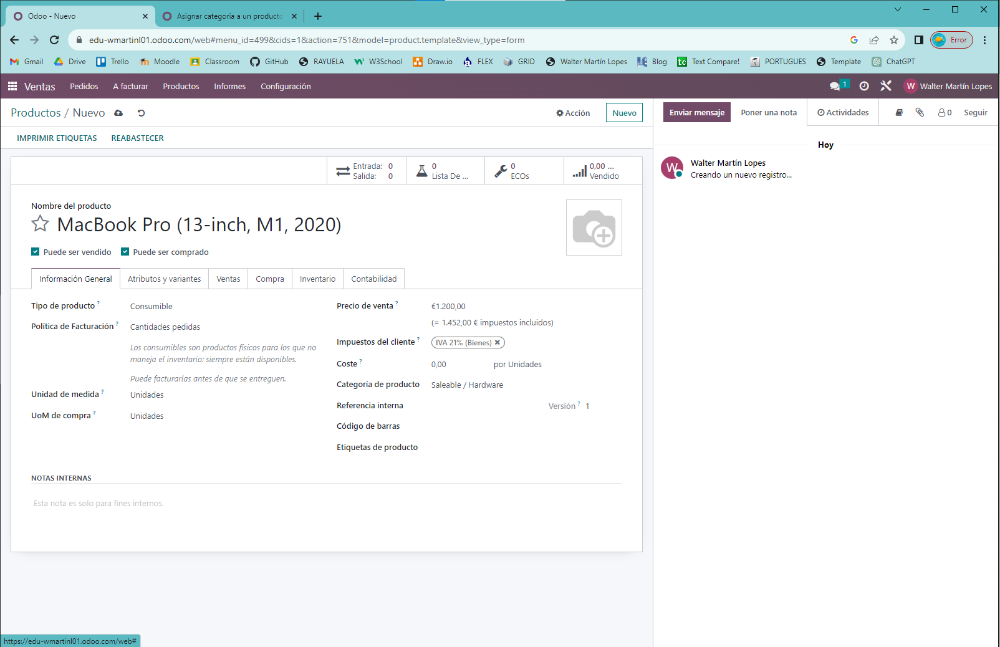 Odoo - Nuevo
Asignar categoria a un producto
edu-wmartinl01.odoo.com/web#menu_id=499&cids=1&action=751&model=product.template&view_type=form
Error
Gmail Drive Trello Moodle Classroom GitHub RAYUELA W3School Draw.io FLEX GRID Walter Martín Lopes Blog Text Compare! PORTUGUES Template ChatGPT
Ventas Pedidos A facturar Productos Informes Configuración 1 W Walter Martín Lopes
Productos / Nuevo Acción Nuevo
Enviar mensaje Poner una nota Actividades 0 Seguir
IMPRIMIR ETIQUETAS REABASTECER
Hoy
Entrada: 0
Salida: 0
0
Lista De ...
0
ECOs
0,00 ...
Vendido
W
Walter Martín Lopes
Creando un nuevo registro...
Nombre del producto
MacBook Pro (13-inch, M1, 2020)
Puede ser vendido Puede ser comprado
Información General Atributos y variantes Ventas Compra Inventario Contabilidad
Tipo de producto ? Consumible
Política de Facturación ? Cantidades pedidas
Los consumibles son productos físicos para los que no
maneja el inventario: siempre están disponibles.
Puede facturarlas antes de que se entreguen.
Unidad de medida ? Unidades
UoM de compra ? Unidades
Precio de venta ? €1.200,00
(= 1.452,00 € impuestos incluidos)
Impuestos del cliente ? IVA 21% (Bienes)
Coste ? 0,00 por Unidades
Categoría de producto Saleable / Hardware
Referencia interna Versión ? 1
Código de barras
Etiquetas de producto
NOTAS INTERNAS
Esta nota es solo para fines internos.
https://edu-wmartinl01.odoo.com/web#